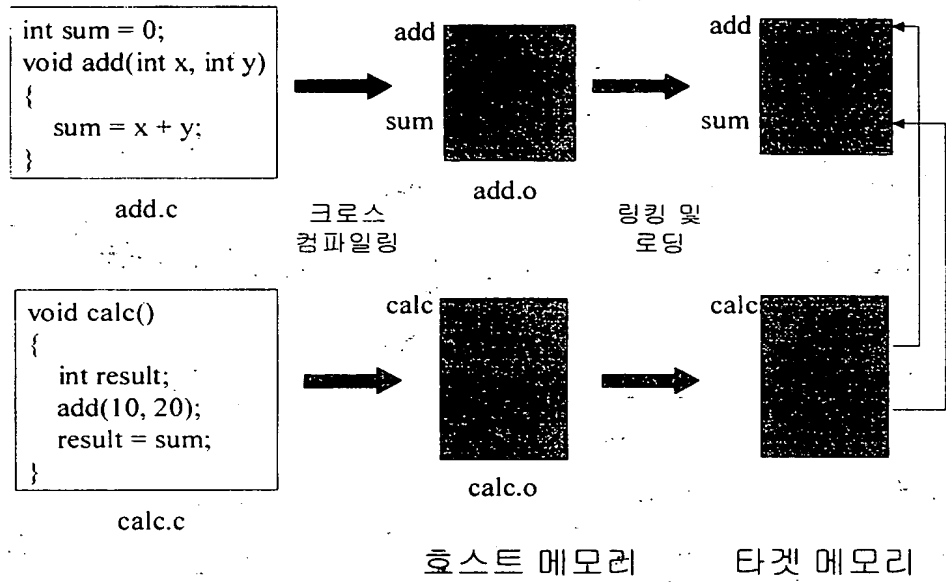 int sum = 0;
void add(int x, int y)
{
sum = x + y;
}
add.c
크로스
컴파일링
add
sum
add.o
링킹 및
로딩
add
sum
void calc()
{
int result;
add(10, 20);
result = sum;
}
calc.c
calc
calc.o
calc
호스트 메모리
타겟 메모리